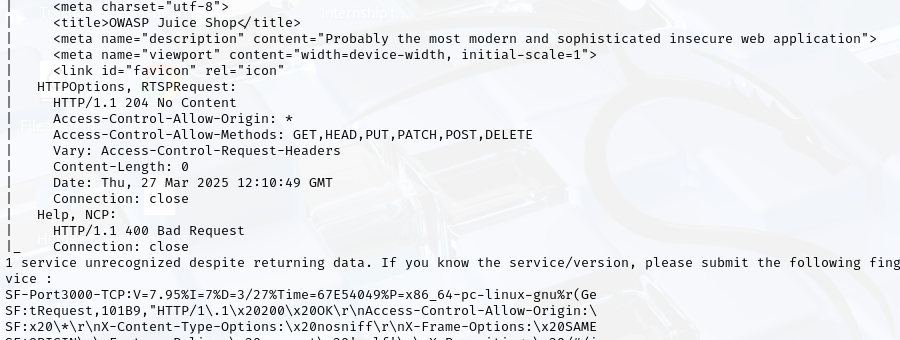 |     <meta charset="utf-8">
|     <title>OWASP Juice Shop</title>
|     <meta name="description" content="Probably the most modern and sophisticated insecure web application">
|     <meta name="viewport" content="width=device-width, initial-scale=1">
|     <link id="favicon" rel="icon"
|   HTTPOptions, RTSPRequest:
|     HTTP/1.1 204 No Content
|     Access-Control-Allow-Origin: *
|     Access-Control-Allow-Methods: GET,HEAD,PUT,PATCH,POST,DELETE
|     Vary: Access-Control-Request-Headers
|     Content-Length: 0
|     Date: Thu, 27 Mar 2025 12:10:49 GMT
|     Connection: close
|   Help, NCP:
|     HTTP/1.1 400 Bad Request
|_    Connection: close
1 service unrecognized despite returning data. If you know the service/version, please submit the following fing
vice :
SF-Port3000-TCP:V=7.95%I=7%D=3/27%Time=67E54049%P=x86_64-pc-linux-gnu%r(Ge
SF:tRequest,101B9,"HTTP/1\.1\x20200\x20OK\r\nAccess-Control-Allow-Origin:\
SF:x20\*\r\nX-Content-Type-Options:\x20nosniff\r\nX-Frame-Options:\x20SAME